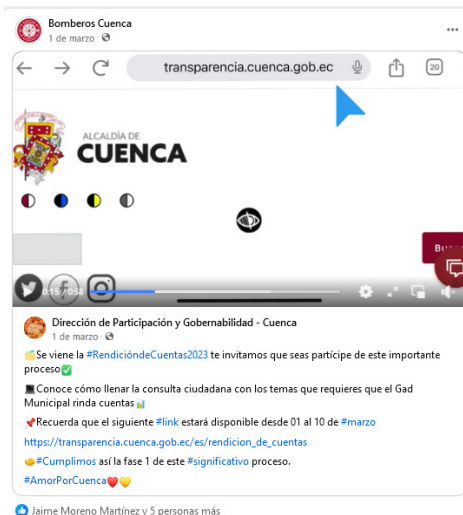 Bomberos Cuenca
1 de marzo ·
transparencia.cuenca.gob.ec
20
ALCALDÍA DE
CUENCA
0:15 / 0:58
Dirección de Participación y Gobernabilidad - Cuenca
1 de marzo ·
Se viene la #RendicióndeCuentas2023 te invitamos que seas partícipe de este importante
proceso✅
Conoce cómo llenar la consulta ciudadana con los temas que requieres que el Gad
Municipal rinda cuentas
📌Recuerda que el siguiente #link estará disponible desde 01 al 10 de #marzo
https://transparencia.cuenca.gob.ec/es/rendicion_de_cuentas
#Cumplimos así la fase 1 de este #significativo proceso.
#AmorPorCuenca❤💛
Jaime Moreno Martínez y 5 personas más